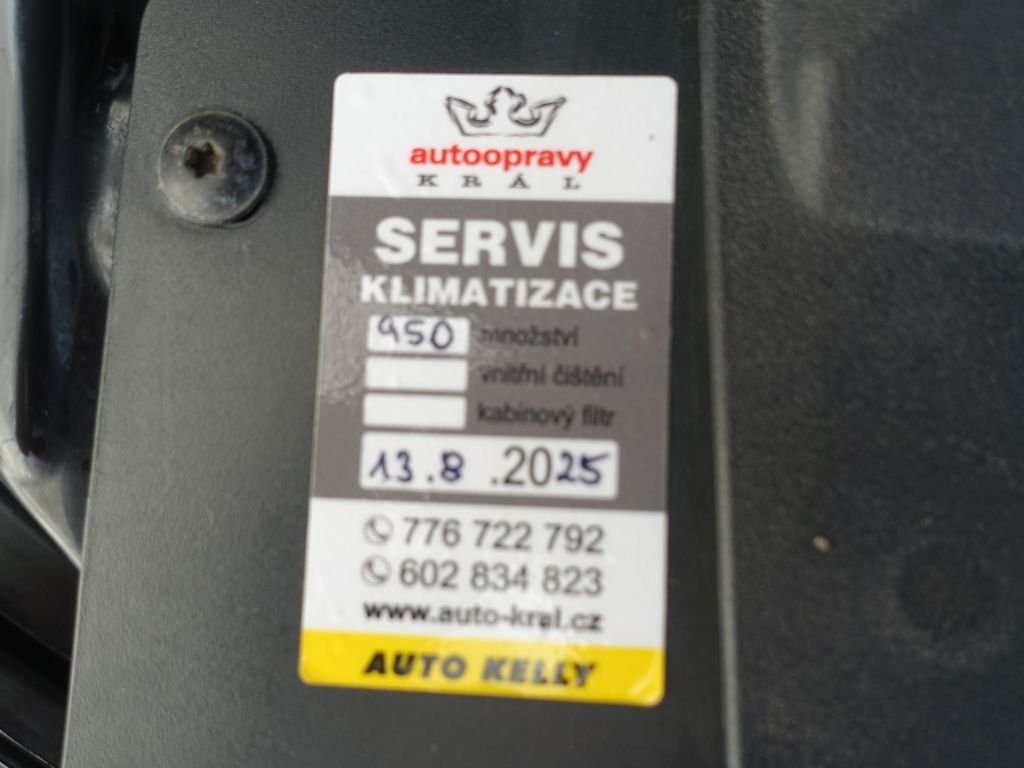 autoopravy
KRÁL
SERVIS
KLIMATIZACE
950 množství
vnitřní čištění
kabinový filtr
13.8 .2025
776 722 792
602 834 823
www.auto-kral.cz
AUTO KELLY